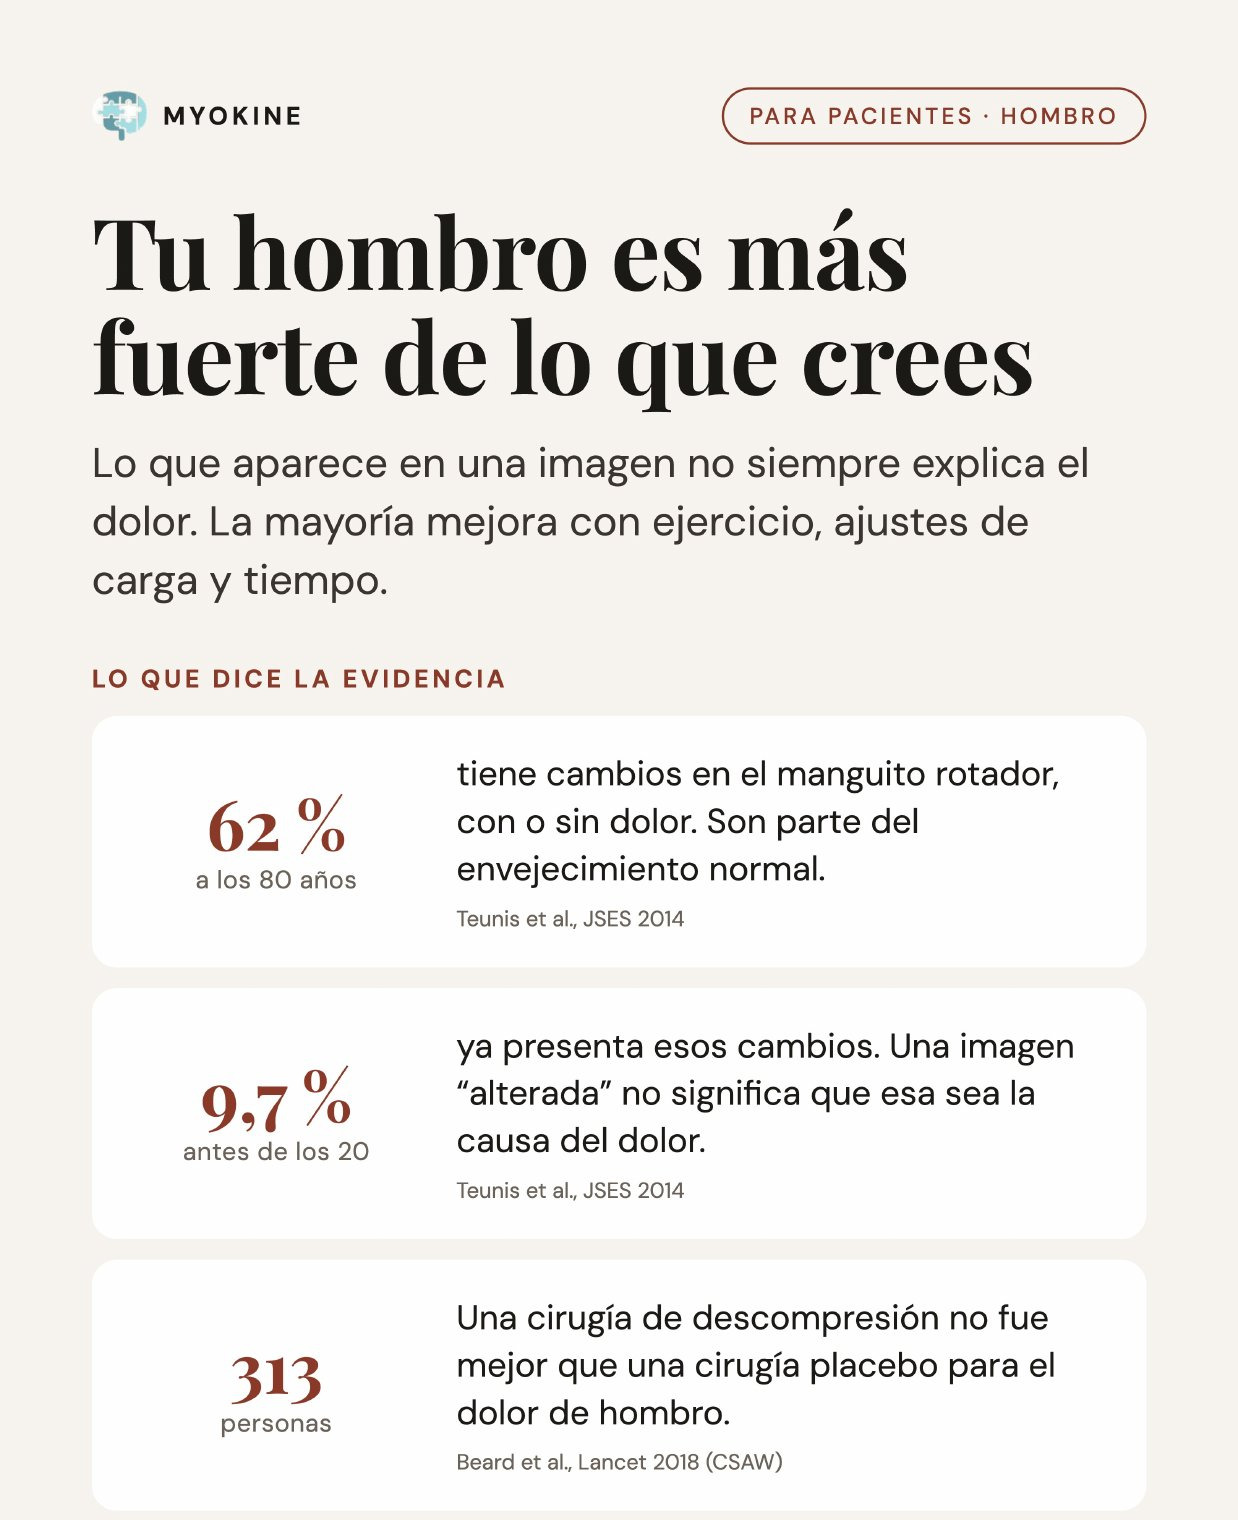 MYOKINE
PARA PACIENTES · HOMBRO
Tu hombro es más
fuerte de lo que crees
Lo que aparece en una imagen no siempre explica el
dolor. La mayoría mejora con ejercicio, ajustes de
carga y tiempo.
LO QUE DICE LA EVIDENCIA
62 %
a los 80 años
tiene cambios en el manguito rotador,
con o sin dolor. Son parte del
envejecimiento normal.
Teunis et al., JSES 2014
9,7 %
antes de los 20
ya presenta esos cambios. Una imagen
“alterada” no significa que esa sea la
causa del dolor.
Teunis et al., JSES 2014
313
personas
Una cirugía de descompresión no fue
mejor que una cirugía placebo para el
dolor de hombro.
Beard et al., Lancet 2018 (CSAW)